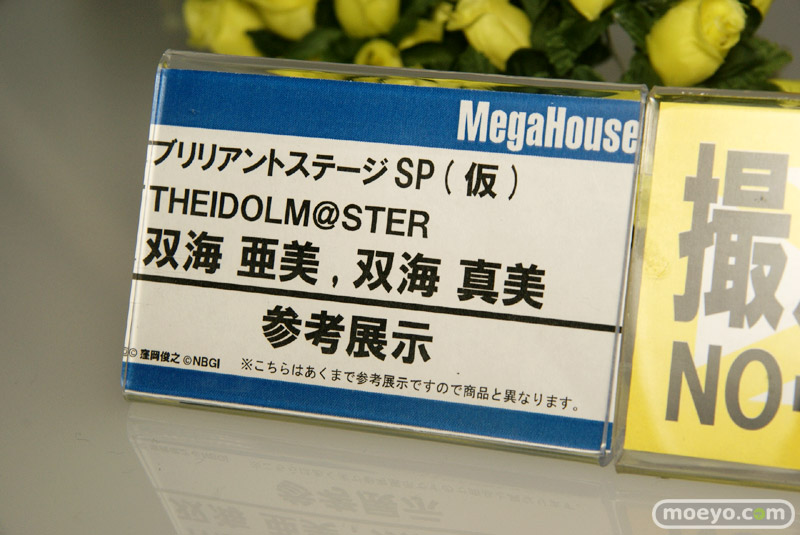 MegaHouse
ブリリアントステージSP(仮)
THEIDOLM@STER
双海 亜美,双海 真美
参考展示
© 窪岡俊之 ©NBGI
※こちらはあくまで参考展示ですので商品と異なります。
撮
NO
moeyo.com